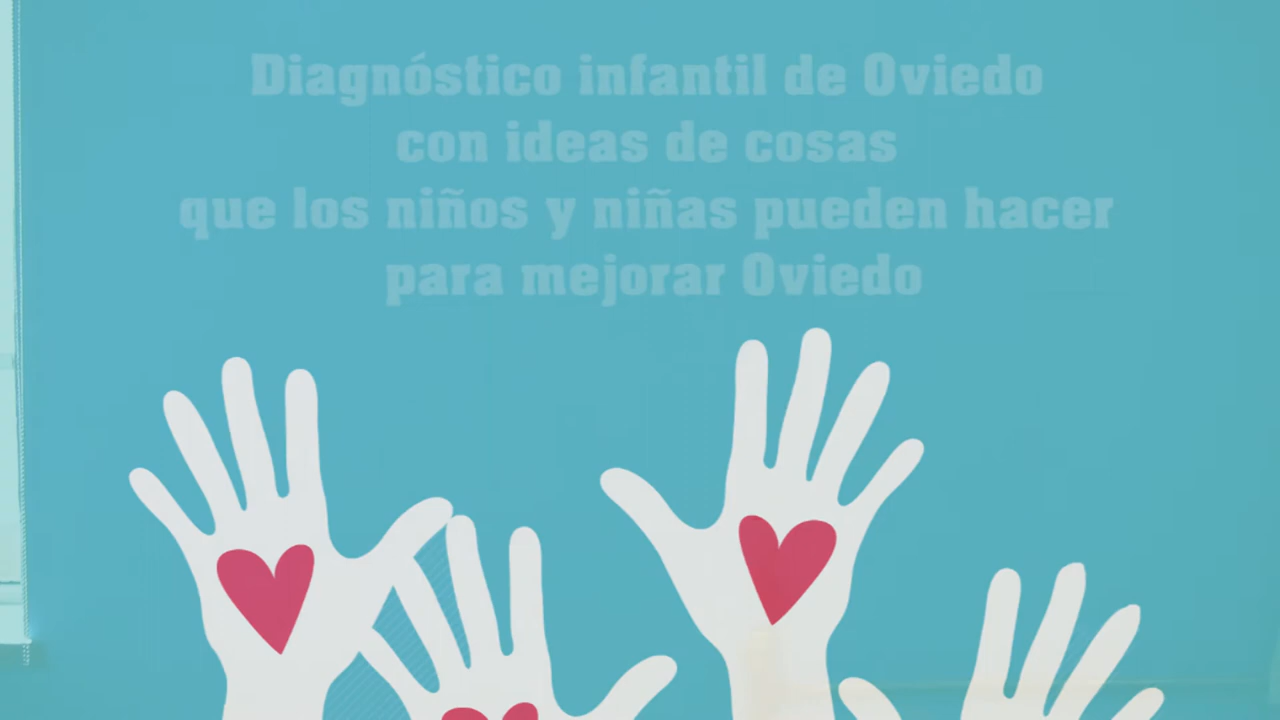 Diagnóstico infantil de Oviedo
con ideas de cosas
que los niños y niñas pueden hacer
para mejorar Oviedo